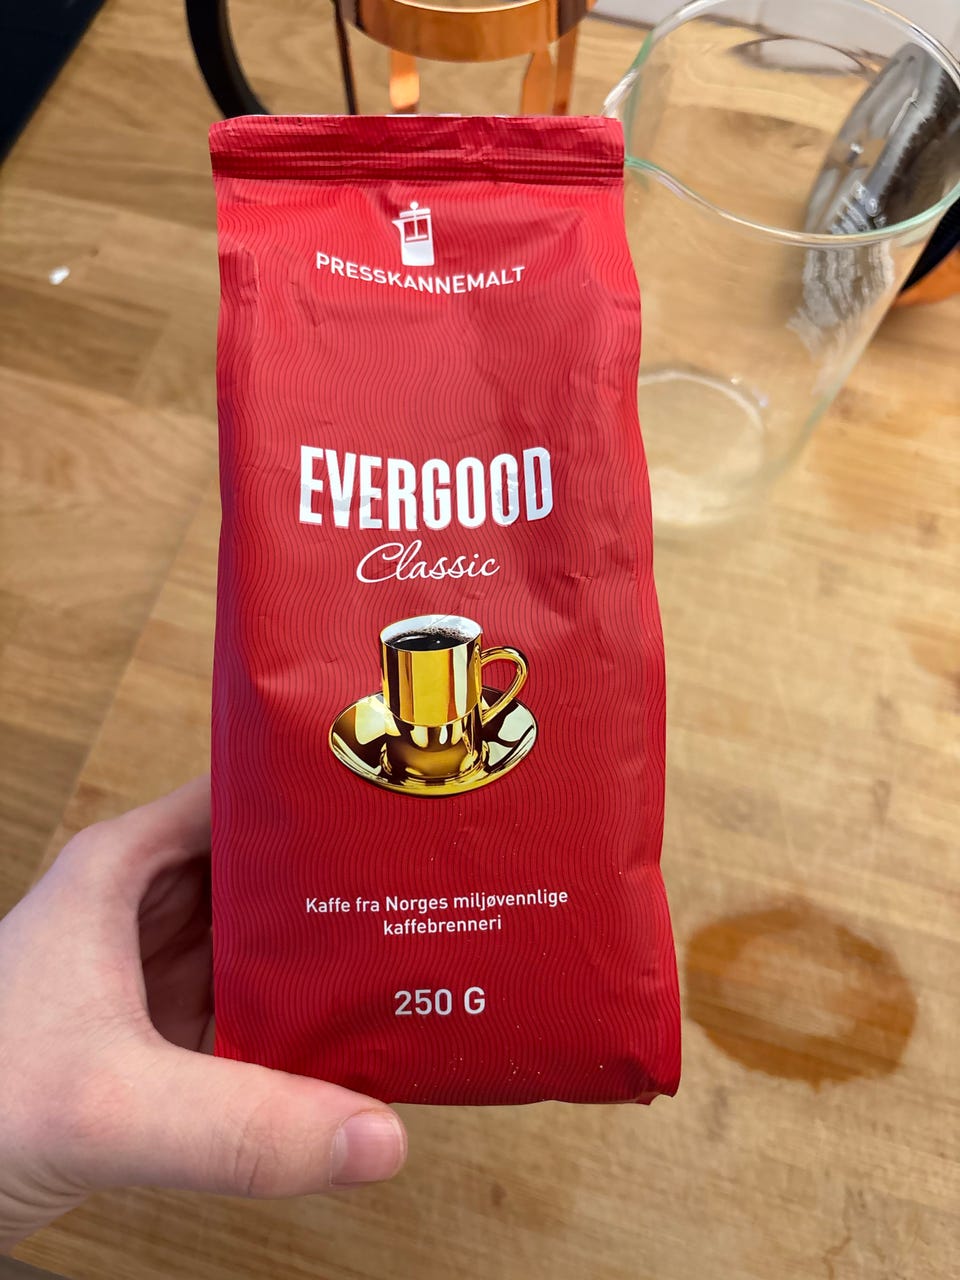 PRESSKANNEMALT
EVERGOOD
Classic
Kaffe fra Norges miljøvennlige
kaffebrenneri
250 G